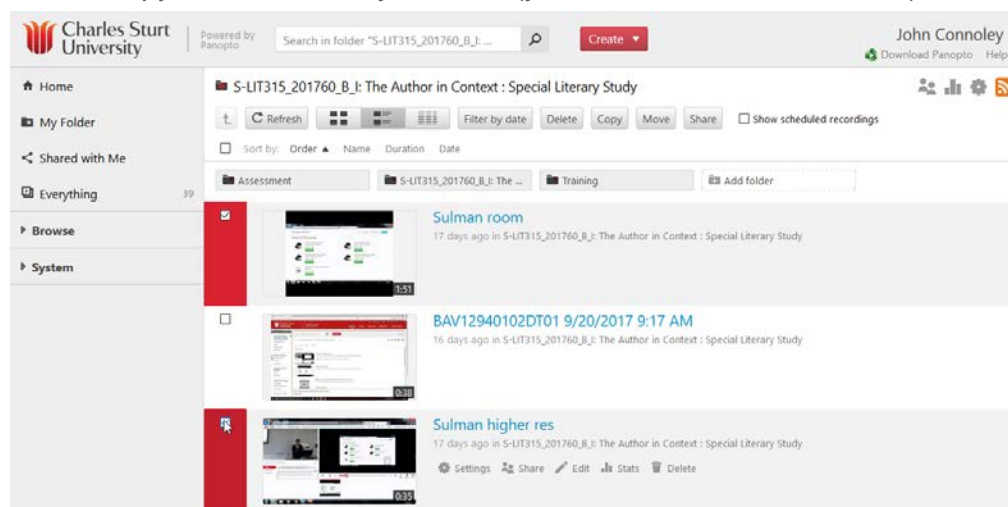 Charles Sturt
University
Powered by
Panopto
Search in folder "S-LIT315_201760_B_I: ...
Create
John Connoley
Download Panopto Help
Home
My Folder
Shared with Me
Everything 39
Browse
System
S-LIT315_201760_B_I: The Author in Context : Special Literary Study
Refresh Filter by date Delete Copy Move Share Show scheduled recordings
Sort by: Order Name Duration Date
Assessment S-LIT315_201760_B_I: The ... Training Add folder
Sulman room
17 days ago in S-LIT315_201760_B_I: The Author in Context : Special Literary Study
1:51
BAV12940102DT01 9/20/2017 9:17 AM
16 days ago in S-LIT315_201760_B_I: The Author in Context : Special Literary Study
0:28
Sulman higher res
17 days ago in S-LIT315_201760_B_I: The Author in Context : Special Literary Study
Settings Share Edit Stats Delete
0:35